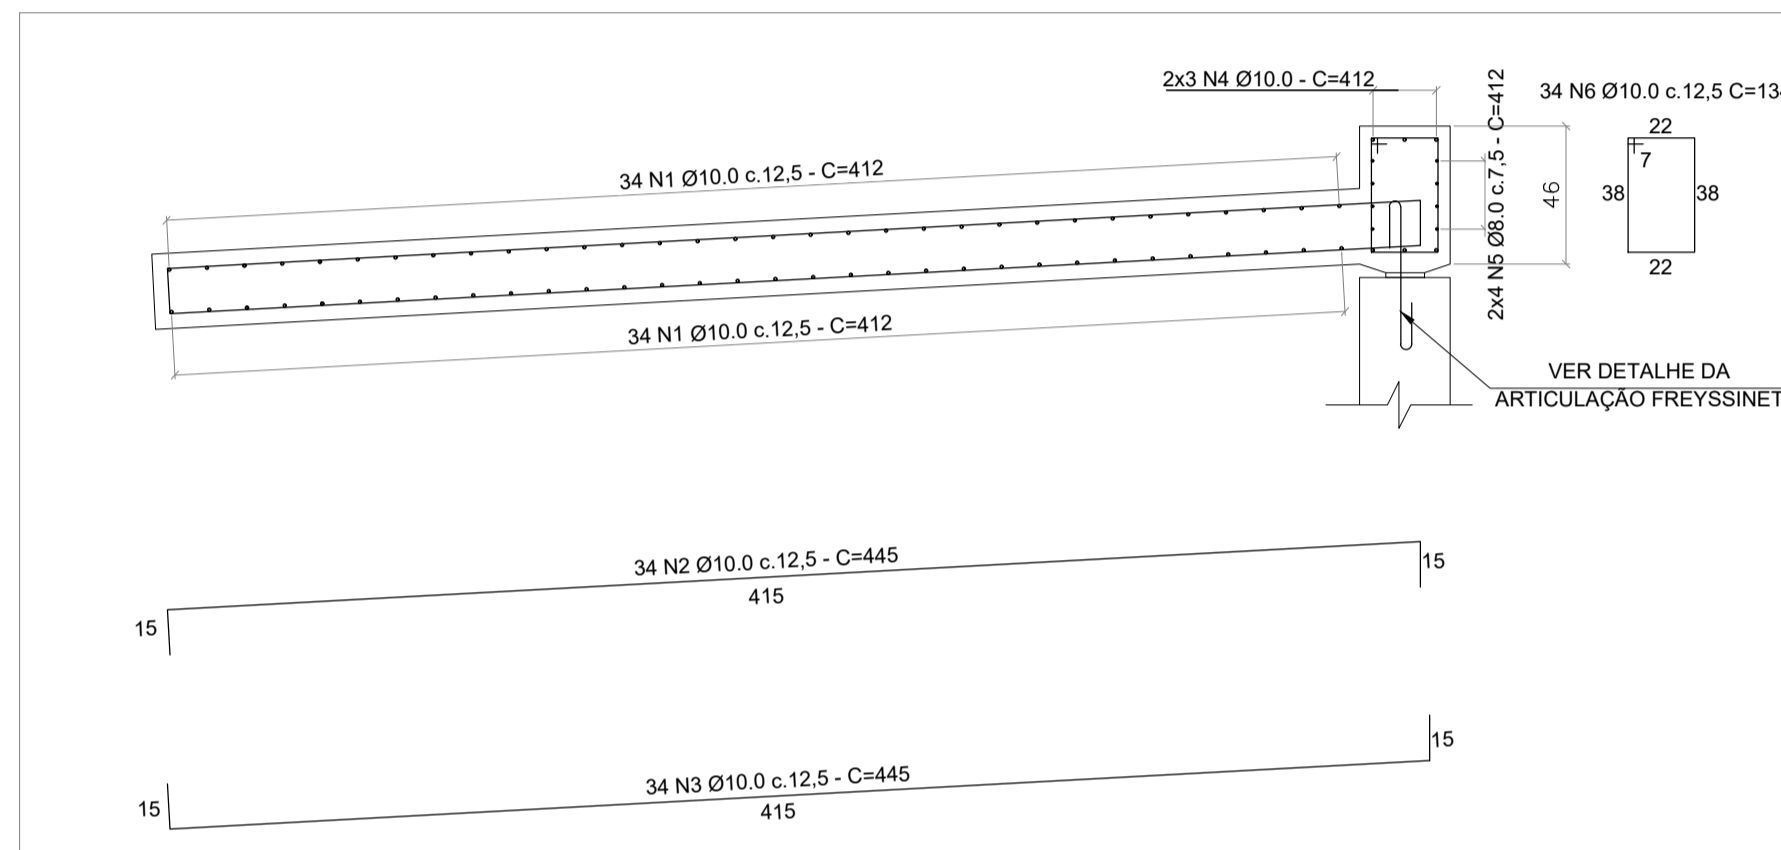 2x3 N4 Ø10.0 - C=412
34 N6 Ø10.0 c.12,5
22
7
38
38
22
2x4 N5 Ø8.0 c.7,5 - C=412
46
34 N1 Ø10.0 c.12,5 - C=412
34 N1 Ø10.0 c.12,5 - C=412
VER DETALHE DA
ARTICULAÇÃO FREYSSINET
34 N2 Ø10.0 c.12,5 - C=445
415
15
15
34 N3 Ø10.0 c.12,5 - C=445
415
15
15